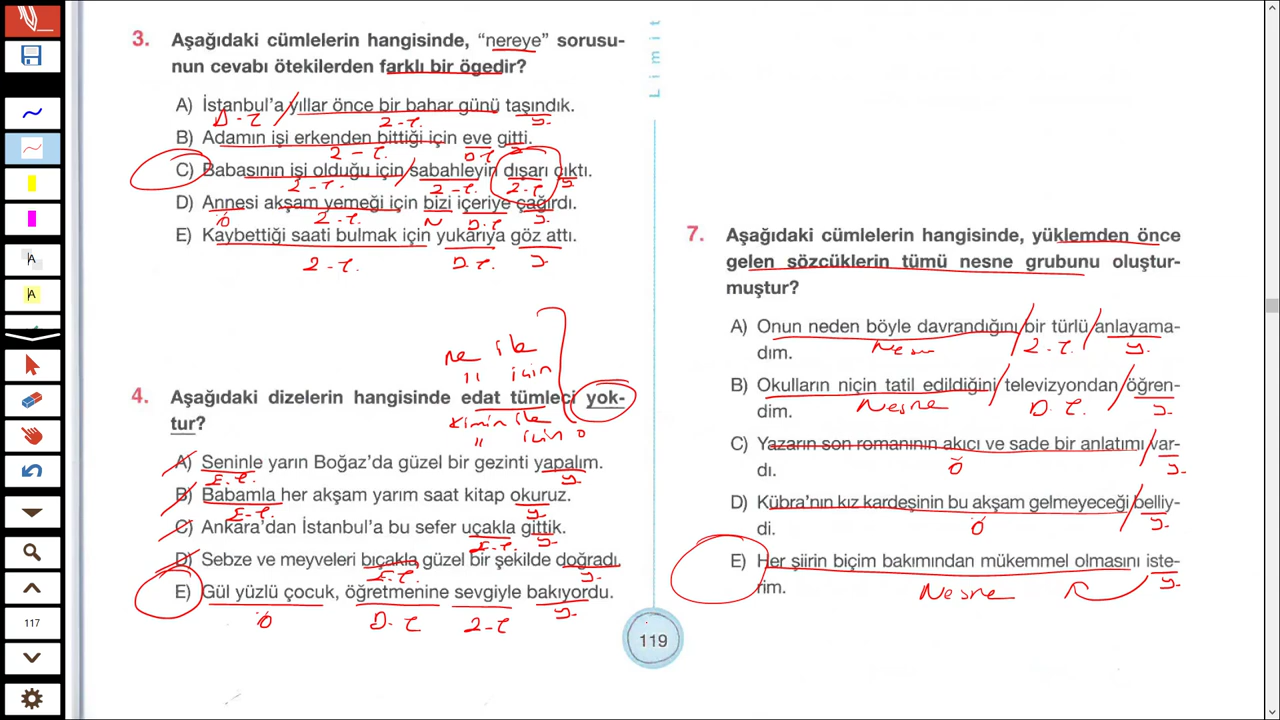 Limit
3. Aşağıdaki cümlelerin hangisinde, “nereye” sorusu-
nun cevabı ötekilerden farklı bir ögedir?
A) İstanbul’a yıllar önce bir bahar günü taşındık.
D-T
Z-T.
y.
B) Adamın işi erkenden bittiği için eve gitti.
Z-T.
D.T
C) Babasının işi olduğu için sabahleyin dışarı çıktı.
Z-T.
Z-T.
Z-T
y
D) Annesi akşam yemeği için bizi içeriye çağırdı.
Ö
Z-T.
N
D.T
y.
E) Kaybettiği saati bulmak için yukarıya göz attı.
Z-T.
D.T.
y
ne ile
" için
4. Aşağıdaki dizelerin hangisinde edat tümleci yok-
tur?
kimin ile
" için
A) Seninle yarın Boğaz’da güzel bir gezinti yapalım.
E-T.
y.
B) Babamla her akşam yarım saat kitap okuruz.
E-T.
y.
C) Ankara’dan İstanbul’a bu sefer uçakla gittik.
E-T.
y.
D) Sebze ve meyveleri bıçakla güzel bir şekilde doğradı.
E-T.
y.
E) Gül yüzlü çocuk, öğretmenine sevgiyle bakıyordu.
Ö
D-T
Z-T
y.
7. Aşağıdaki cümlelerin hangisinde, yüklemden önce
gelen sözcüklerin tümü nesne grubunu oluştur-
muştur?
A) Onun neden böyle davrandığını bir türlü anlayama-
dım.
Nesne
Z-T.
y.
B) Okulların niçin tatil edildiğini televizyondan öğren-
dim.
Nesne
D.T.
y.
C) Yazarın son romanının akıcı ve sade bir anlatımı var-
dı.
Ö
y.
D) Kübra’nın kız kardeşinin bu akşam gelmeyeceği belliy-
di.
Ö
y.
E) Her şiirin biçim bakımından mükemmel olmasını iste-
rim.
Nesne
y.
119
A
A
117